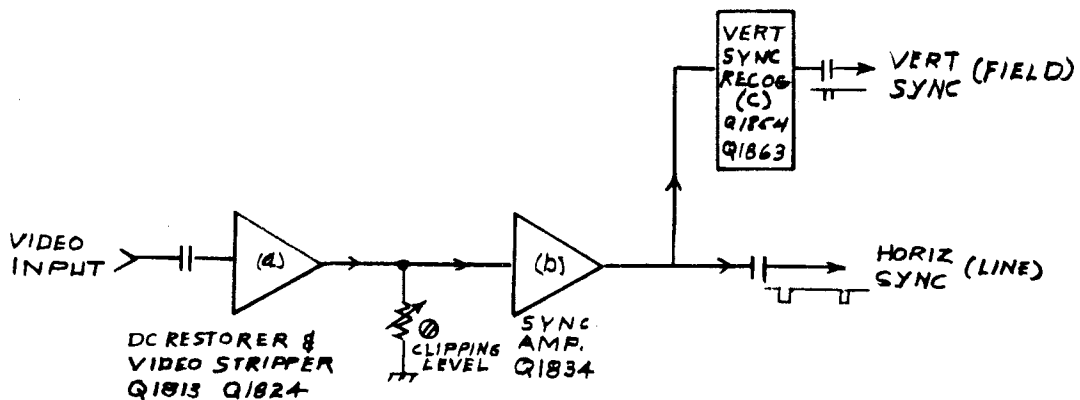 VERT
SYNC
RECOG
(C)
Q1854
Q1863
VERT (FIELD)
SYNC
VIDEO
INPUT
(a)
(b)
HORIZ (LINE)
SYNC
CLIPPING
LEVEL
DC RESTORER &
VIDEO STRIPPER
Q1813 Q1824
SYNC
AMP.
Q1834